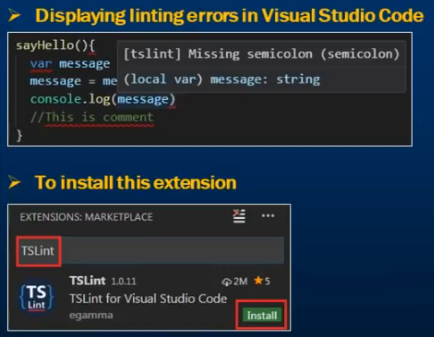 ➤ Displaying linting errors in Visual Studio Code
sayHello(){
var message
[tslint] Missing semicolon (semicolon)
message = me
(local var) message: string
console.log(message)
//This is comment
}
➤ To install this extension
EXTENSIONS: MARKETPLACE
TSLint
TSLint 1.0.11 2M ★5
{TS}
Lint
TSLint for Visual Studio Code
egamma
Install